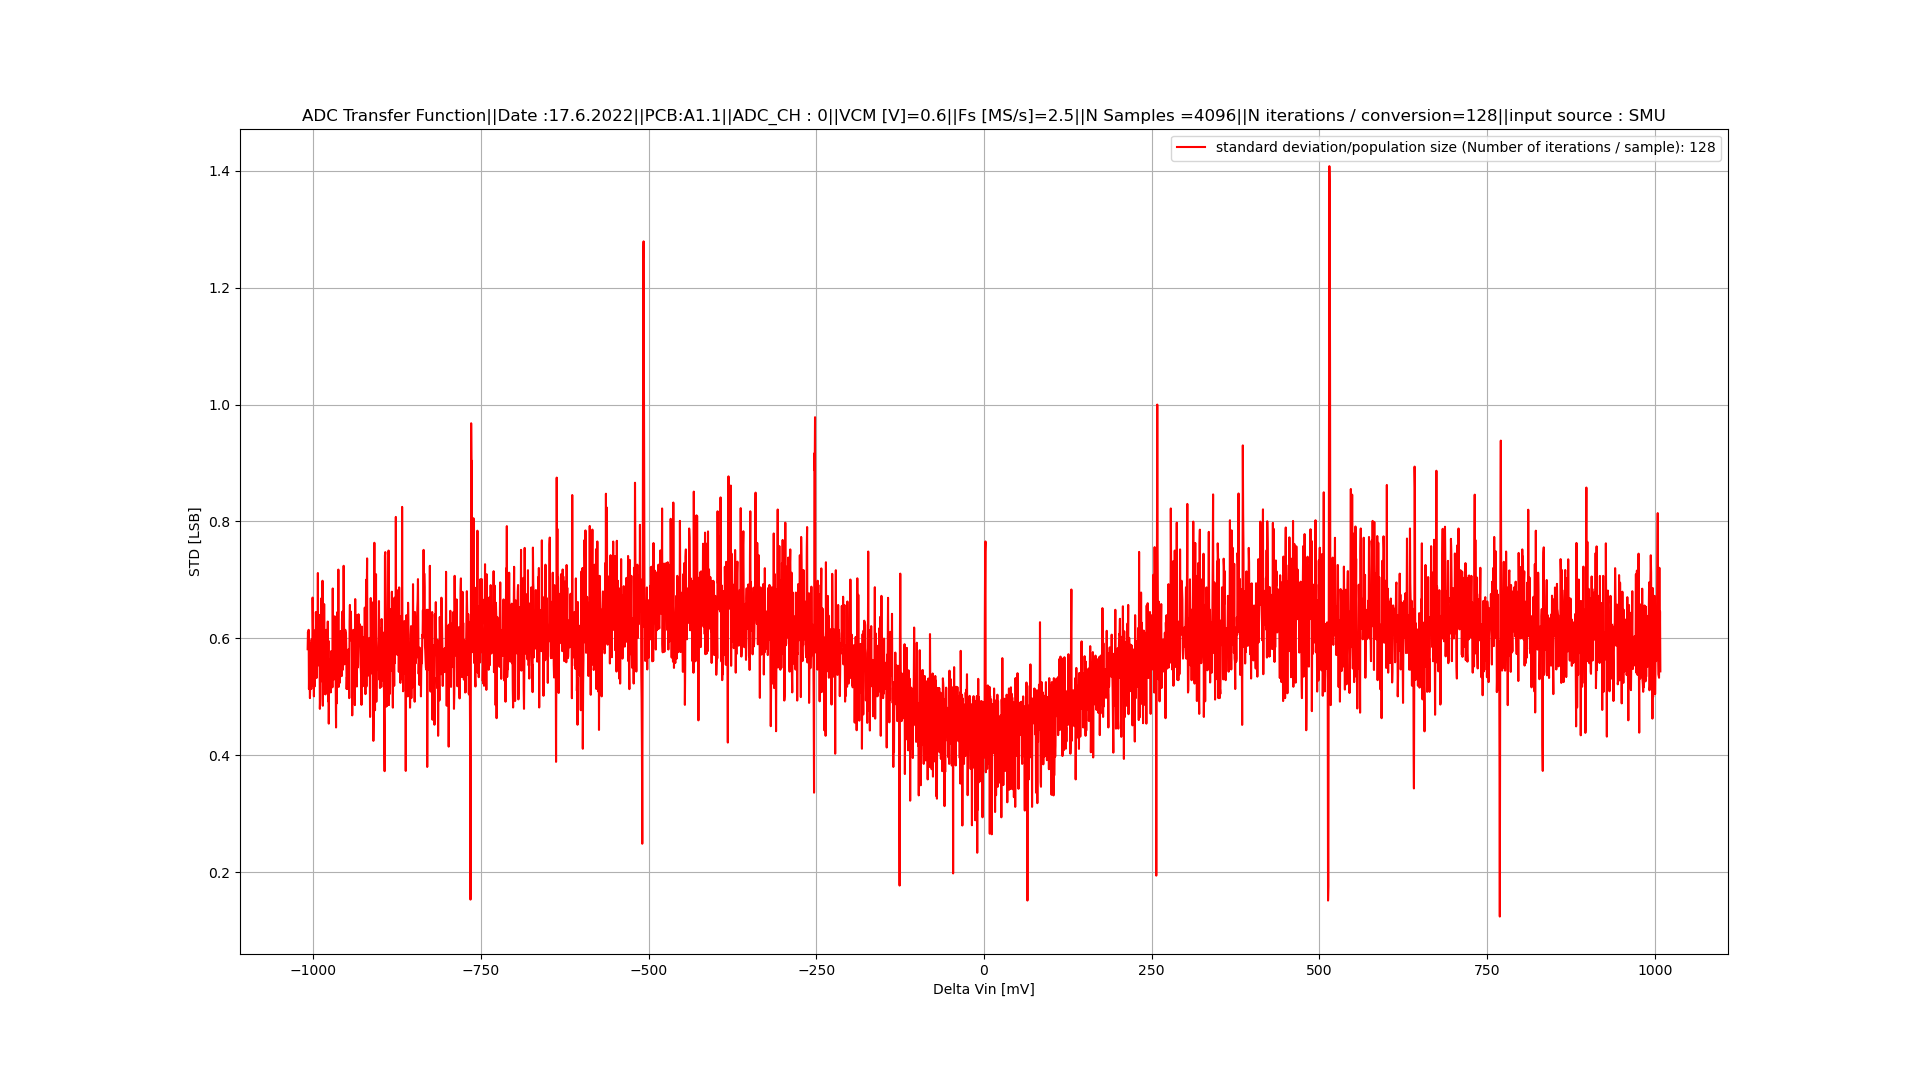 ADC Transfer Function||Date :17.6.2022||PCB:A1.1||ADC_CH : 0||VCM [V]=0.6||Fs [MS/s]=2.5||N Samples =4096||N iterations / conversion=128||input source : SMU
standard deviation/population size (Number of iterations / sample): 128
STD [LSB]
1.4
1.2
1.0
0.8
0.6
0.4
0.2
−1000 −750 −500 −250 0 250 500 750 1000
Delta Vin [mV]